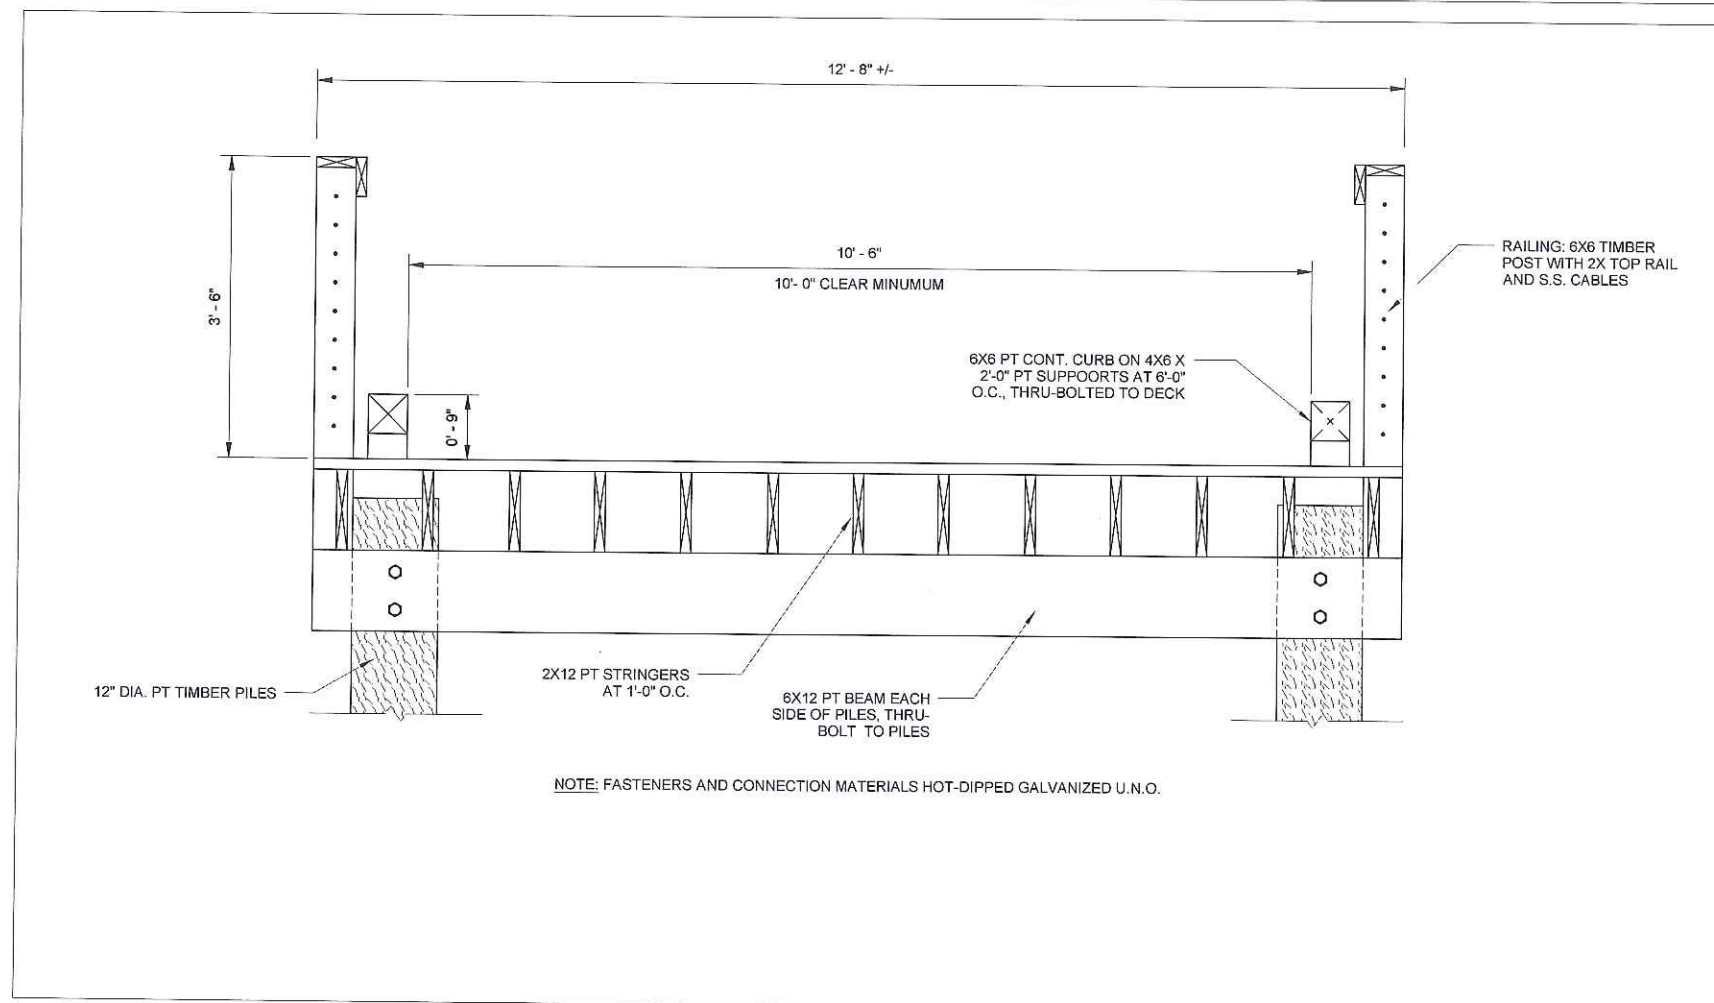 12' - 8" +/-
3' - 6"
10' - 6"
10'- 0" CLEAR MINUMUM
RAILING: 6X6 TIMBER
POST WITH 2X TOP RAIL
AND S.S. CABLES
6X6 PT CONT. CURB ON 4X6 X
2'-0" PT SUPPOORTS AT 6'-0"
O.C., THRU-BOLTED TO DECK
0' - 9"
12" DIA. PT TIMBER PILES
2X12 PT STRINGERS
AT 1'-0" O.C.
6X12 PT BEAM EACH
SIDE OF PILES, THRU-
BOLT TO PILES
NOTE: FASTENERS AND CONNECTION MATERIALS HOT-DIPPED GALVANIZED U.N.O.